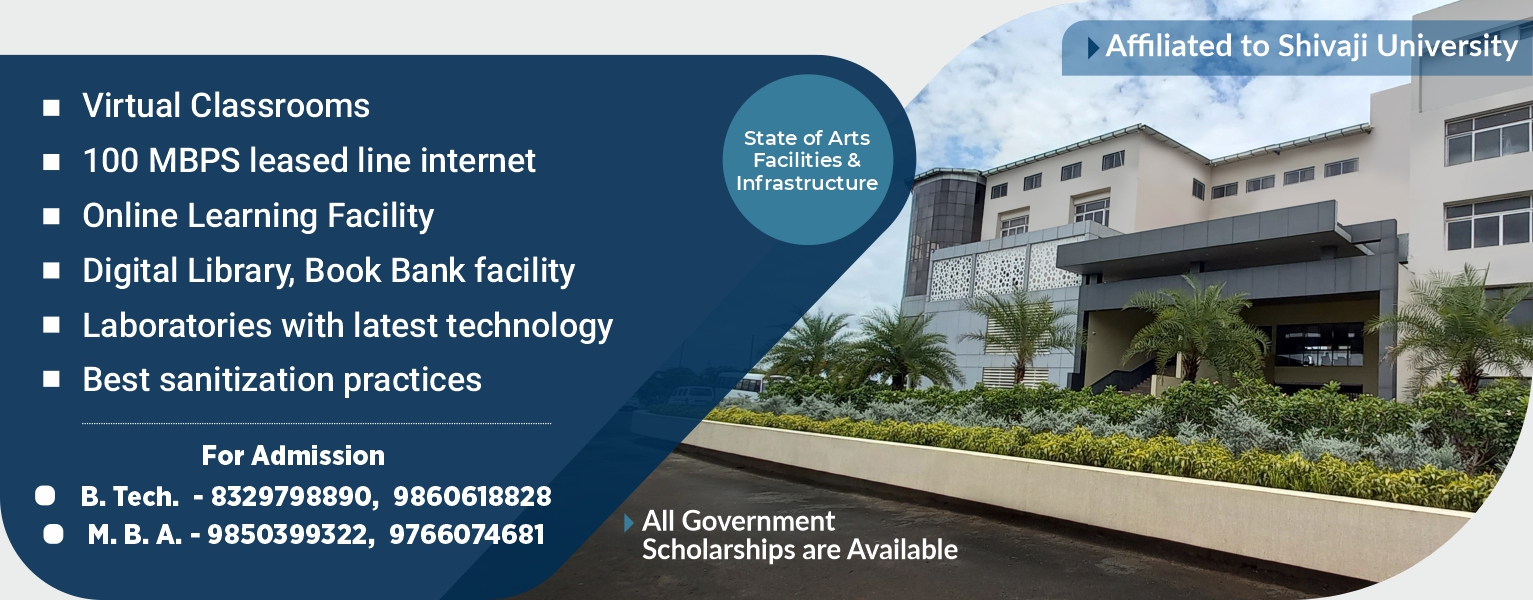 Affiliated to Shivaji University
Virtual Classrooms
100 MBPS leased line internet
Online Learning Facility
Digital Library, Book Bank facility
Laboratories with latest technology
Best sanitization practices
State of Arts
Facilities &
Infrastructure
For Admission
B. Tech. - 8329798890, 9860618828
M. B. A. - 9850399322, 9766074681
All Government
Scholarships are Available